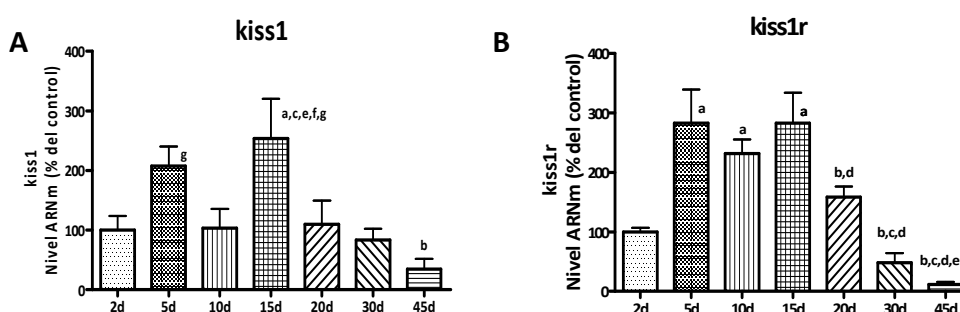 A
kiss1
kiss1
Nivel ARNm (% del control)
400
300
200
100
0
g
a,c,e,f,g
b
2d 5d 10d 15d 20d 30d 45d
B
kiss1r
kiss1r
Nivel ARNm (% del control)
400
300
200
100
0
a
a
a
b,d
b,c,d
b,c,d,e
2d 5d 10d 15d 20d 30d 45d